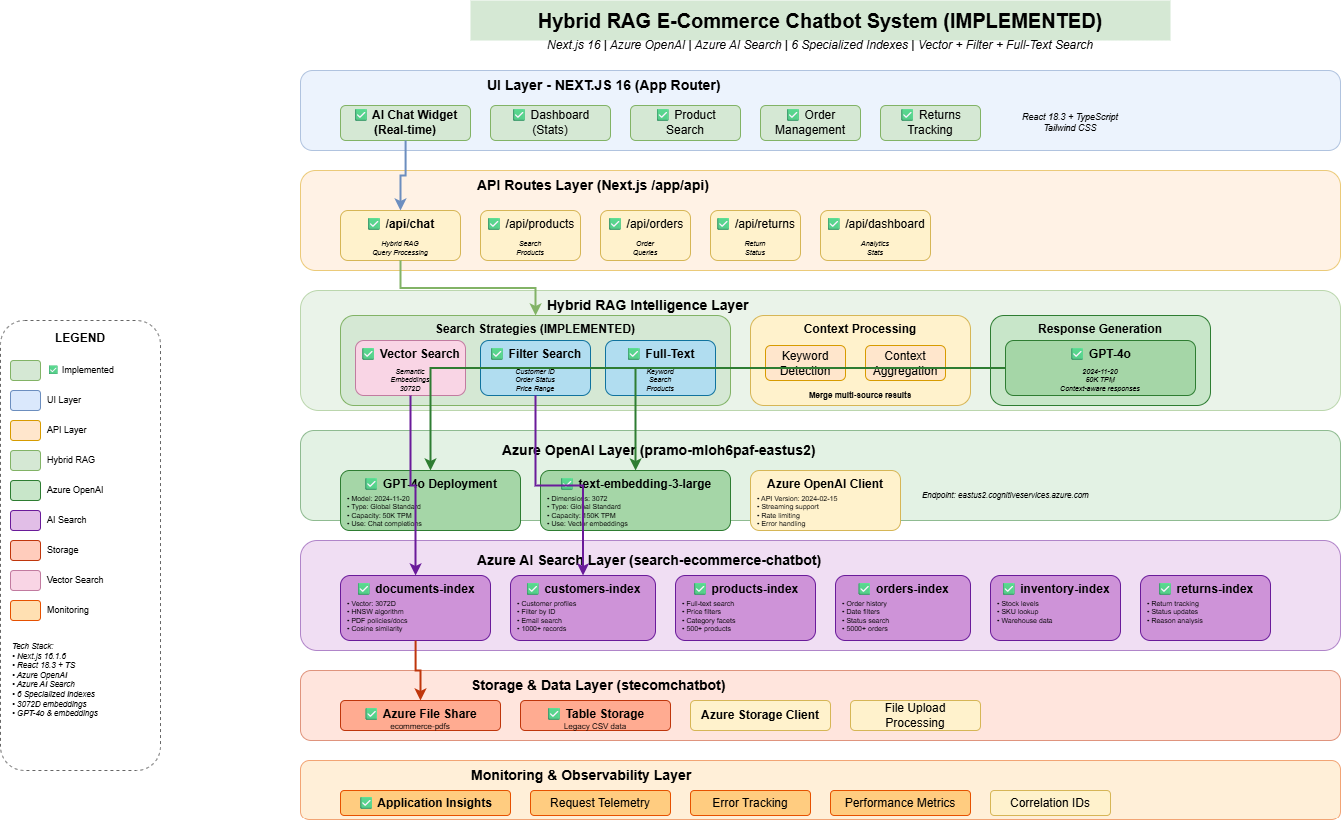 Hybrid RAG E-Commerce Chatbot System (IMPLEMENTED)
Next.js 16 | Azure OpenAI | Azure AI Search | 6 Specialized Indexes | Vector + Filter + Full-Text Search
UI Layer - NEXT.JS 16 (App Router)
✅ AI Chat Widget
(Real-time)
✅ Dashboard
(Stats)
✅ Product
Search
✅ Order
Management
✅ Returns
Tracking
React 18.3 + TypeScript
Tailwind CSS
API Routes Layer (Next.js /app/api)
✅ /api/chat
Hybrid RAG
Query Processing
✅ /api/products
Search
Products
✅ /api/orders
Order
Queries
✅ /api/returns
Return
Status
✅ /api/dashboard
Analytics
Stats
Hybrid RAG Intelligence Layer
Search Strategies (IMPLEMENTED)
✅ Vector Search
Semantic
Embeddings
3072D
✅ Filter Search
Customer ID
Order Status
Price Range
✅ Full-Text
Keyword
Search
Products
Context Processing
Keyword
Detection
Context
Aggregation
Merge multi-source results
Response Generation
✅ GPT-4o
2024-11-20
50K TPM
Context-aware responses
Azure OpenAI Layer (pramo-mloh6paf-eastus2)
✅ GPT-4o Deployment
• Model: 2024-11-20
• Type: Global Standard
• Capacity: 50K TPM
• Use: Chat completions
✅ text-embedding-3-large
• Dimensions: 3072
• Type: Global Standard
• Capacity: 150K TPM
• Use: Vector embeddings
Azure OpenAI Client
• API Version: 2024-02-15
• Streaming support
• Rate limiting
• Error handling
Endpoint: eastus2.cognitiveservices.azure.com
Azure AI Search Layer (search-ecommerce-chatbot)
✅ documents-index
• Vector: 3072D
• HNSW algorithm
• PDF policies/docs
• Cosine similarity
✅ customers-index
• Customer profiles
• Filter by ID
• Email search
• 1000+ records
✅ products-index
• Full-text search
• Price filters
• Category facets
• 500+ products
✅ orders-index
• Order history
• Date filters
• Status search
• 5000+ orders
✅ inventory-index
• Stock levels
• SKU lookup
• Warehouse data
✅ returns-index
• Return tracking
• Status updates
• Reason analysis
Storage & Data Layer (stecomchatbot)
✅ Azure File Share
ecommerce-pdfs
✅ Table Storage
Legacy CSV data
Azure Storage Client
File Upload
Processing
Monitoring & Observability Layer
✅ Application Insights
Request Telemetry
Error Tracking
Performance Metrics
Correlation IDs
LEGEND
✅ Implemented
UI Layer
API Layer
Hybrid RAG
Azure OpenAI
AI Search
Storage
Vector Search
Monitoring
Tech Stack:
• Next.js 16.1.6
• React 18.3 + TS
• Azure OpenAI
• Azure AI Search
• 6 Specialized Indexes
• 3072D embeddings
• GPT-4o & embeddings